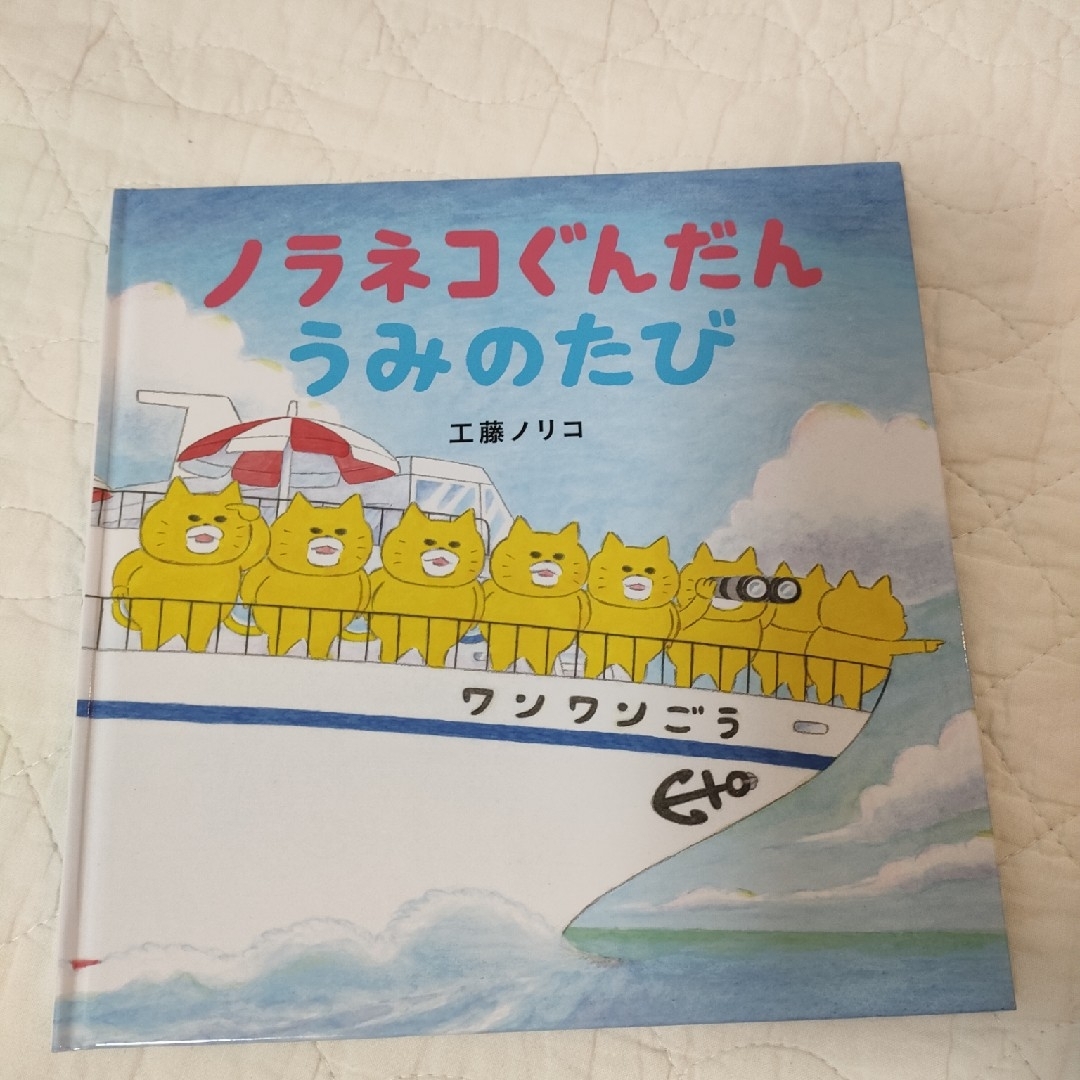 ノラネコぐんだん
うみのたび
工藤ノリコ
ワンワンごう